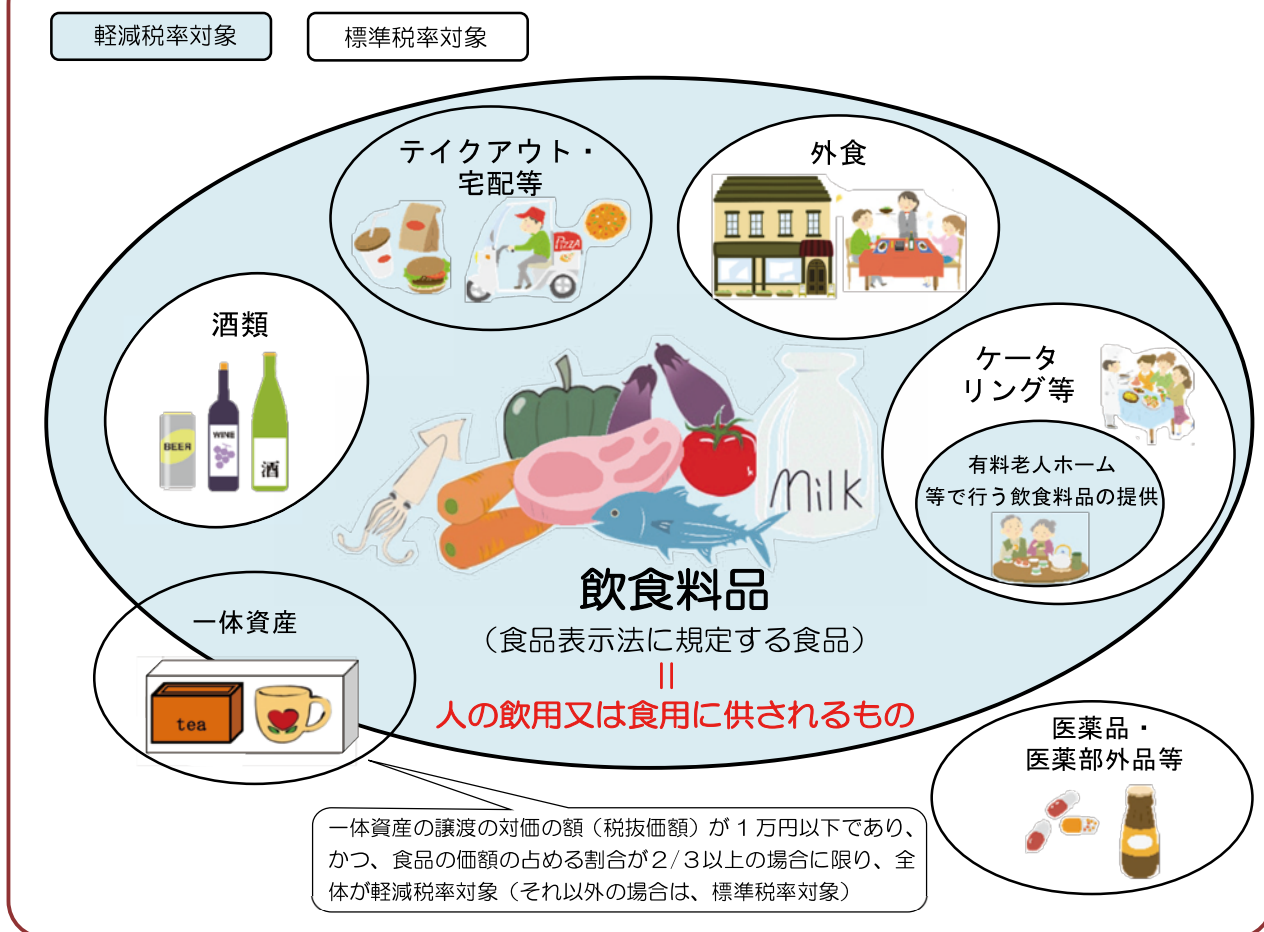 軽減税率対象
標準税率対象
テイクアウト・
宅配等
PIZZA
外食
酒類
BEER
WINE
酒
ケータ
リング等
有料老人ホーム
等で行う飲食料品の提供
Milk
飲食料品
（食品表示法に規定する食品）
＝
人の飲用又は食用に供されるもの
一体資産
tea
医薬品・
医薬部外品等
一体資産の譲渡の対価の額（税抜価額）が１万円以下であり、
かつ、食品の価額の占める割合が２/３以上の場合に限り、全
体が軽減税率対象（それ以外の場合は、標準税率対象）